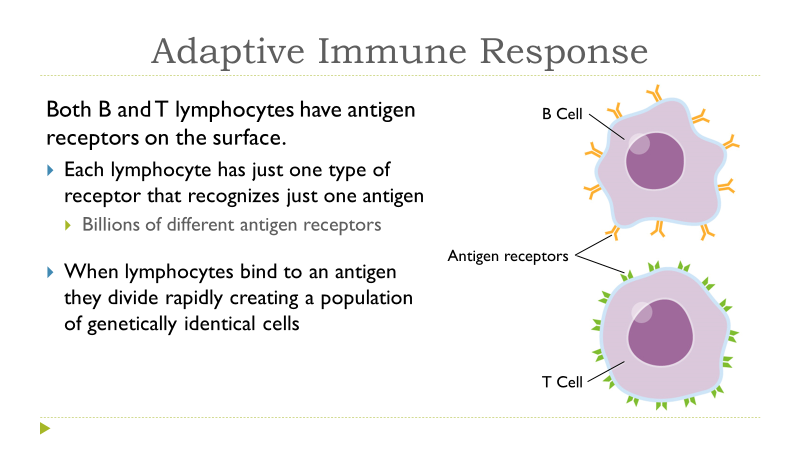 Adaptive Immune Response
Both B and T lymphocytes have antigen
receptors on the surface.
Each lymphocyte has just one type of
receptor that recognizes just one antigen
Billions of different antigen receptors
When lymphocytes bind to an antigen
they divide rapidly creating a population
of genetically identical cells
B Cell
Antigen receptors
T Cell